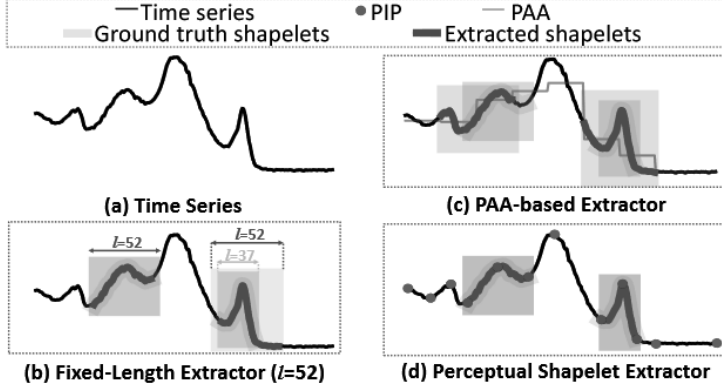 Time series PIP PAA
Ground truth shapelets Extracted shapelets
(a) Time Series
(c) PAA-based Extractor
l=52 l=52
l=37
(b) Fixed-Length Extractor (l=52)
(d) Perceptual Shapelet Extractor